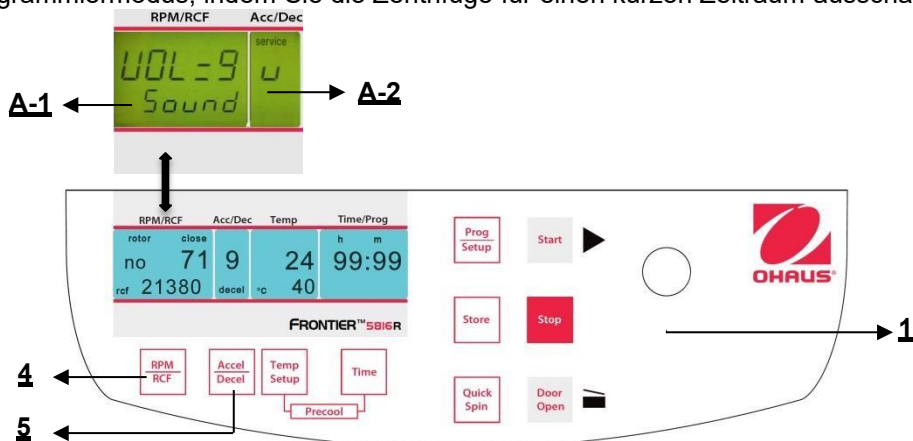 ogrammiermodus, indem Sie die Zentrifuge für einen kurzen Zeitraum ausscha
RPM/RCF Acc/Dec
service
VOL=9 u
Sound
A-1 A-2
RPM/RCF Acc/Dec Temp Time/Prog
rotor close h m
no 71 9 24 99:99
rcf 21380 decel °C 40
FRONTIER™5816R
RPM
RCF
Accel
Decel
Temp
Setup
Time
Precool
4
5
Prog
Setup
Start
Store
Stop
Quick
Spin
Door
Open
OHAUS®
1